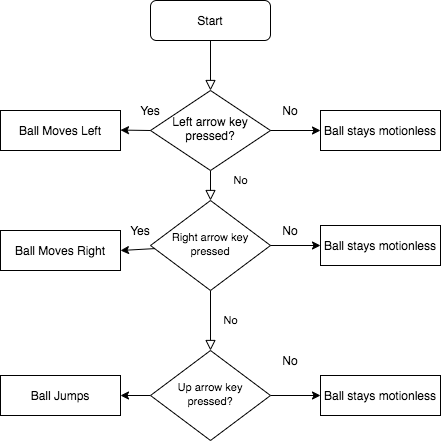 Start
Yes
No
Ball Moves Left
Left arrow key
pressed?
Ball stays motionless
No
Yes
No
Ball Moves Right
Right arrow key
pressed
Ball stays motionless
No
No
Ball Jumps
Up arrow key
pressed?
Ball stays motionless